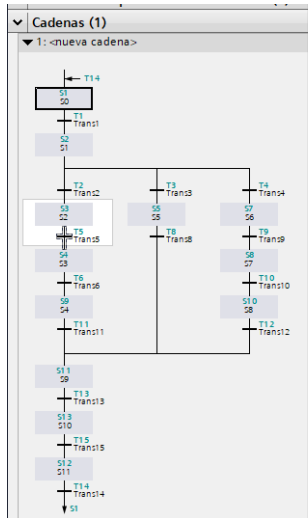 Cadenas (1)
1: <nueva cadena>
T14
S1
S0
T1
Trans1
S2
S1
T2
Trans2
T3
Trans3
T4
Trans4
S3
S2
S5
S5
S7
S6
T5
Trans5
T8
Trans8
T9
Trans9
S4
S3
S8
S7
T6
Trans6
T10
Trans10
S9
S4
S10
S8
T11
Trans11
T12
Trans12
S11
S9
T13
Trans13
S13
S10
T15
Trans15
S12
S11
T14
Trans14
S1